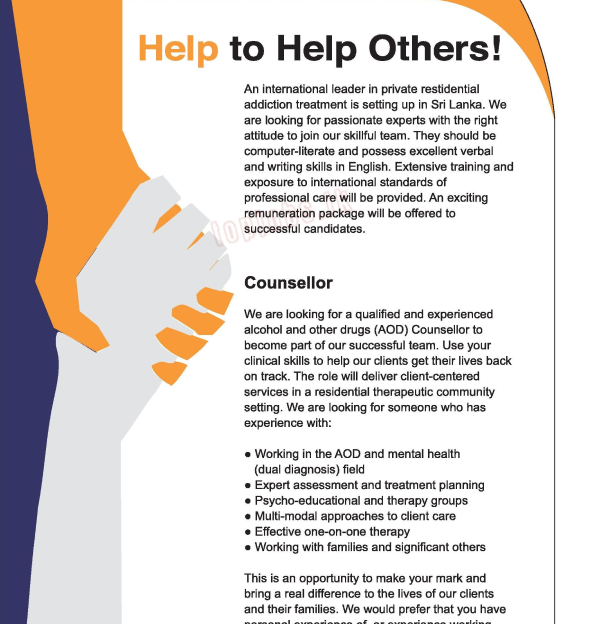 Help to Help Others!
An international leader in private restidential
addiction treatment is setting up in Sri Lanka. We
are looking for passionate experts with the right
attitude to join our skillful team. They should be
computer-literate and possess excellent verbal
and writing skills in English. Extensive training and
exposure to international standards of
professional care will be provided. An exciting
remuneration package will be offered to
successful candidates.
Counsellor
We are looking for a qualified and experienced
alcohol and other drugs (AOD) Counsellor to
become part of our successful team. Use your
clinical skills to help our clients get their lives back
on track. The role will deliver client-centered
services in a residential therapeutic community
setting. We are looking for someone who has
experience with:
● Working in the AOD and mental health
(dual diagnosis) field
● Expert assessment and treatment planning
● Psycho-educational and therapy groups
● Multi-modal approaches to client care
● Effective one-on-one therapy
● Working with families and significant others
This is an opportunity to make your mark and
bring a real difference to the lives of our clients
and their families. We would prefer that you have
personal experience of, or experience working